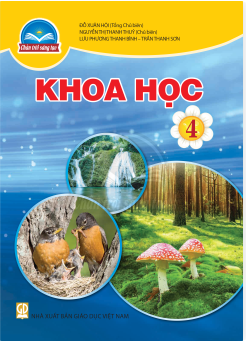 Chân trời sáng tạo
ĐỖ XUÂN HỘI (Tổng Chủ biên)
NGUYỄN THỊ THANH THUỶ (Chủ biên)
LƯU PHƯƠNG THANH BÌNH – TRẦN THANH SƠN
KHOA HỌC
4
NHÀ XUẤT BẢN GIÁO DỤC VIỆT NAM